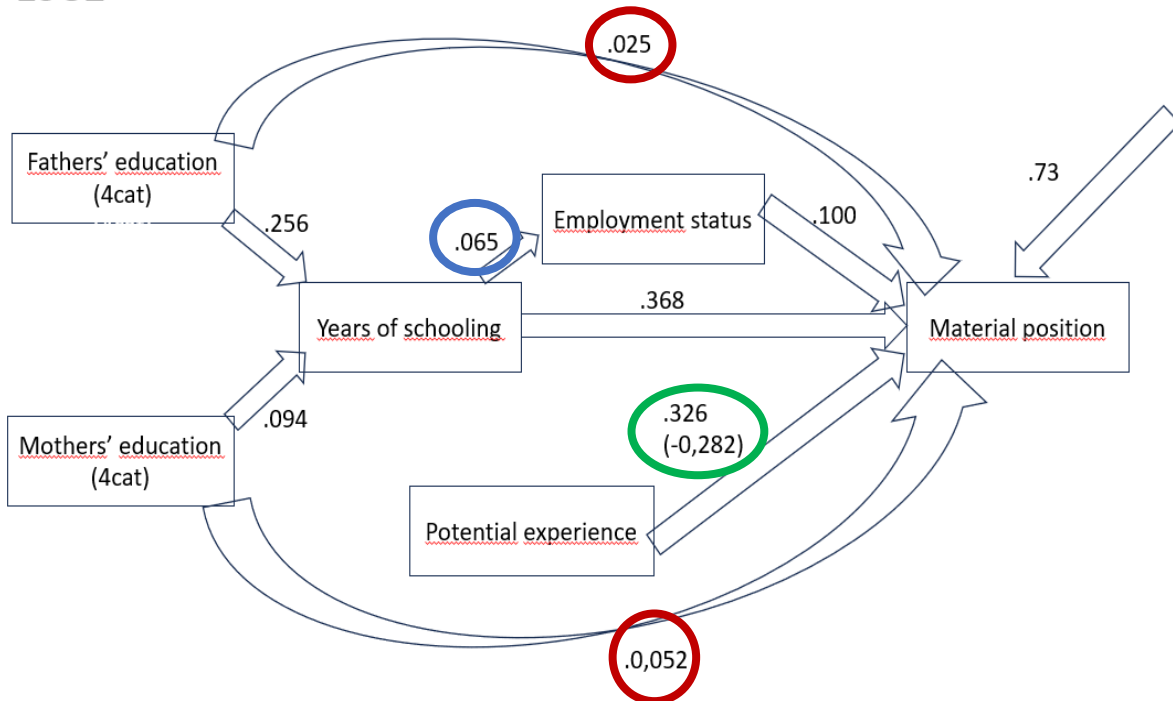 .025
Fathers’ education
(4cat)
.73
.256
.065
Employment status
.100
Years of schooling
.368
Material position
.094
Mothers’ education
(4cat)
.326
(-0,282)
Potential experience
.0,052